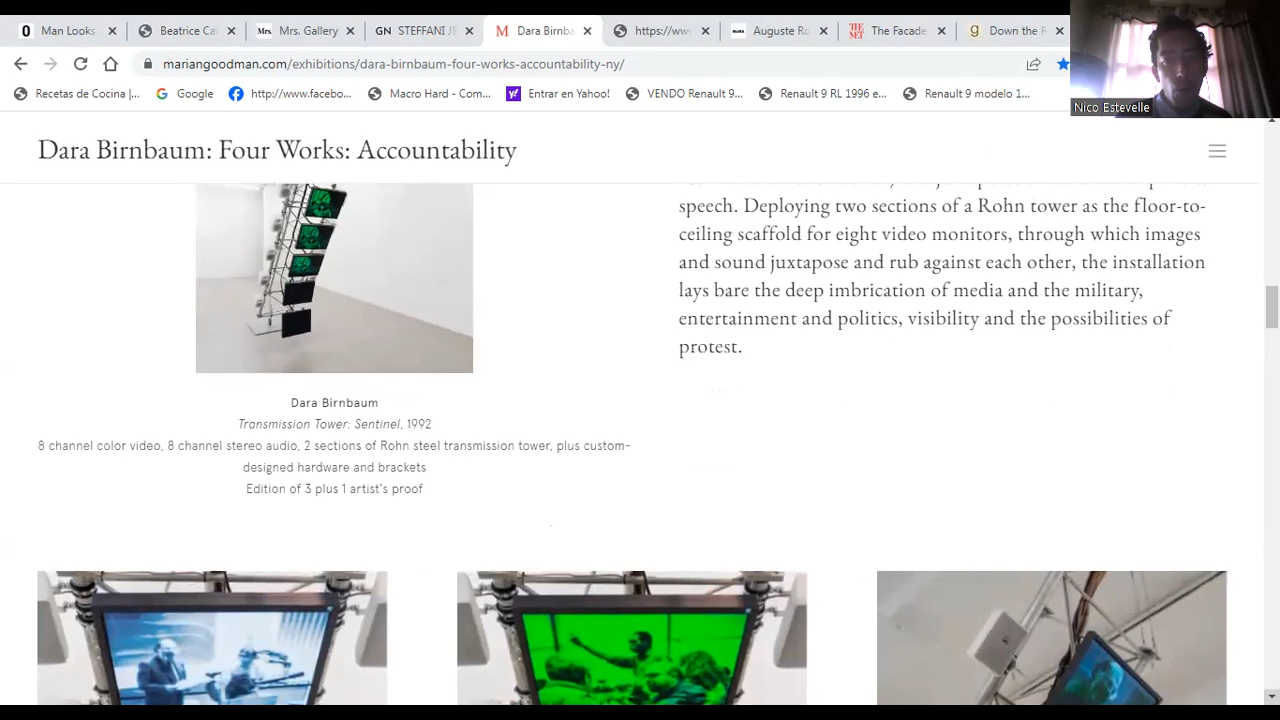 Man Looks
Beatrice Ca
Mrs. Mrs. Gallery
GN STEFFANI J
M Dara Birnba
https://ww
Auguste Ro
THE MET The Facade
Down the R
mariangoodman.com/exhibitions/dara-birnbaum-four-works-accountability-ny/
Recetas de Cocina |...
Google
http://www.facebo...
Macro Hard - Com...
Entrar en Yahoo!
VENDO Renault 9...
Renault 9 RL 1996 e...
Renault 9 modelo 1...
Nico Estevelle
Dara Birnbaum: Four Works: Accountability
speech. Deploying two sections of a Rohn tower as the floor-to-
ceiling scaffold for eight video monitors, through which images
and sound juxtapose and rub against each other, the installation
lays bare the deep imbrication of media and the military,
entertainment and politics, visibility and the possibilities of
protest.
Dara Birnbaum
Transmission Tower: Sentinel, 1992
8 channel color video, 8 channel stereo audio, 2 sections of Rohn steel transmission tower, plus custom-
designed hardware and brackets
Edition of 3 plus 1 artist's proof